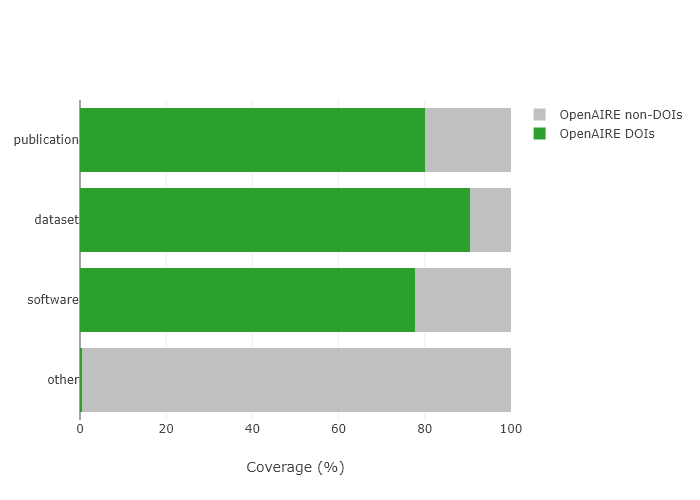 OpenAIRE non-DOIs
OpenAIRE DOIs
publication
dataset
software
other
0 20 40 60 80 100
Coverage (%)